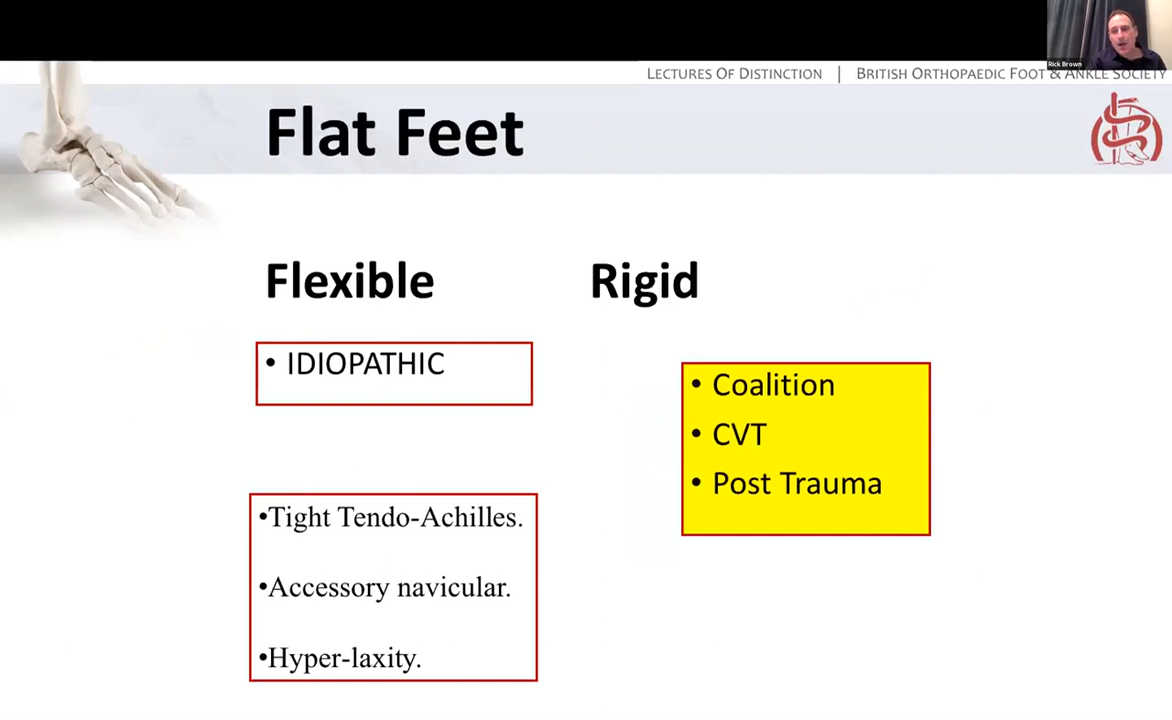 Rick Brown
LECTURES OF DISTINCTION | BRITISH ORTHOPAEDIC FOOT & ANKLE SOCIETY
Flat Feet
Flexible
Rigid
• IDIOPATHIC
• Coalition
• CVT
• Post Trauma
•Tight Tendo-Achilles.
•Accessory navicular.
•Hyper-laxity.